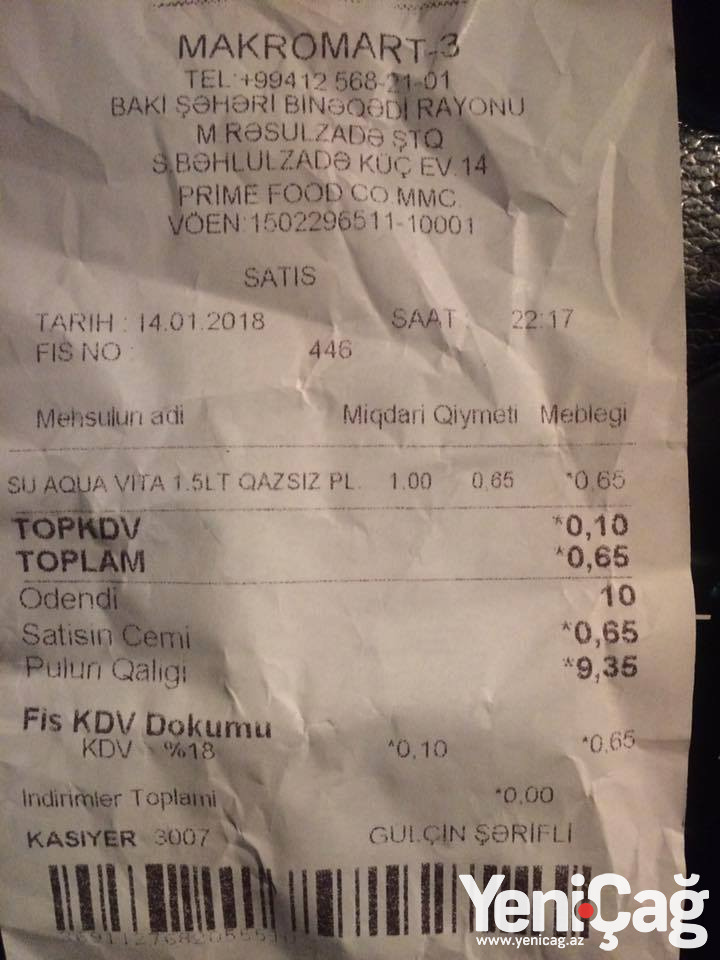 MAKROMART-3
TEL:+99412 568-21-01
BAKI ŞƏHƏRİ BİNƏQƏDİ RAYONU
M RƏSULZADƏ ŞTQ
S.BƏHLULZADƏ KÜÇ EV.14
PRIME FOOD CO MMC.
VÖEN:1502296511-10001
SATIS
TARIH : 14.01.2018 SAAT : 22:17
FIS NO : 446
Mehsulun adi Miqdari Qiymeti Meblegi
SU AQUA VITA 1.5LT QAZSIZ PL. 1.00 0,65 *0,65
TOPKDV *0,10
TOPLAM *0,65
Odendi 10
Satisin Cemi *0,65
Pulun Qaligi *9,35
Fis KDV Dokumu
KDV %18 *0,10 *0,65
Indirimler Toplami *0,00
KASIYER 3007 GULÇİN ŞƏRİFLİ
YeniÇağ
www.yenicag.az